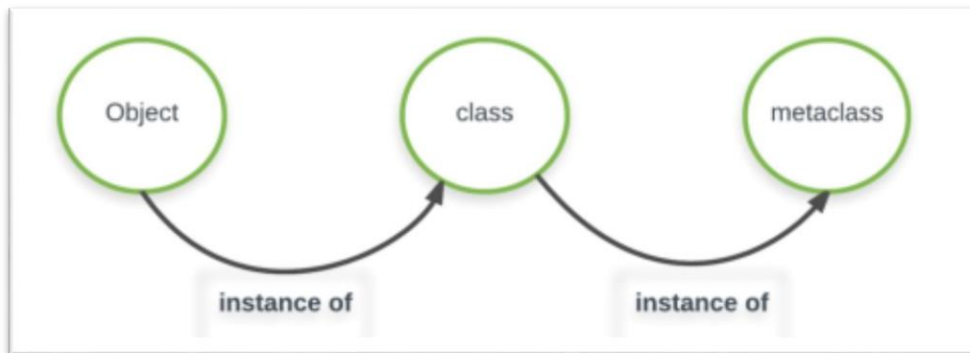 Object
class
metaclass
instance of
instance of